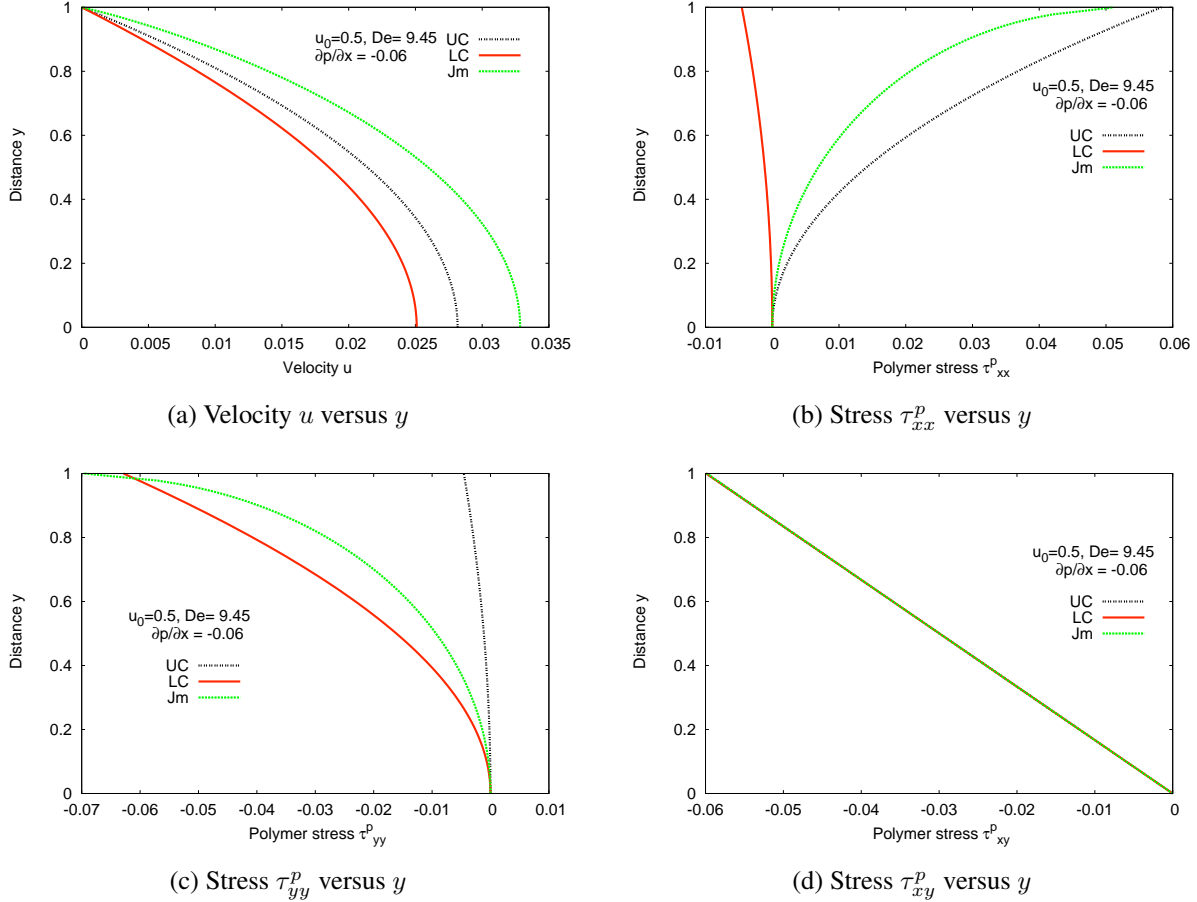 1
0.8
0.6
0.4
0.2
0
Distance y
0 0.005 0.01 0.015 0.02 0.025 0.03 0.035
Velocity u
u₀=0.5, De= 9.45
∂p/∂x = -0.06
UC
LC
Jm
(a) Velocity u versus y
1
0.8
0.6
0.4
0.2
0
Distance y
-0.01 0 0.01 0.02 0.03 0.04 0.05 0.06
Polymer stress τᵖxx
u₀=0.5, De= 9.45
∂p/∂x = -0.06
UC
LC
Jm
(b) Stress τᵖxx versus y
1
0.8
0.6
0.4
0.2
0
Distance y
-0.07 -0.06 -0.05 -0.04 -0.03 -0.02 -0.01 0 0.01
Polymer stress τᵖyy
u₀=0.5, De= 9.45
∂p/∂x = -0.06
UC
LC
Jm
(c) Stress τᵖyy versus y
1
0.8
0.6
0.4
0.2
0
Distance y
-0.06 -0.05 -0.04 -0.03 -0.02 -0.01 0
Polymer stress τᵖxy
u₀=0.5, De= 9.45
∂p/∂x = -0.06
UC
LC
Jm
(d) Stress τᵖxy versus y